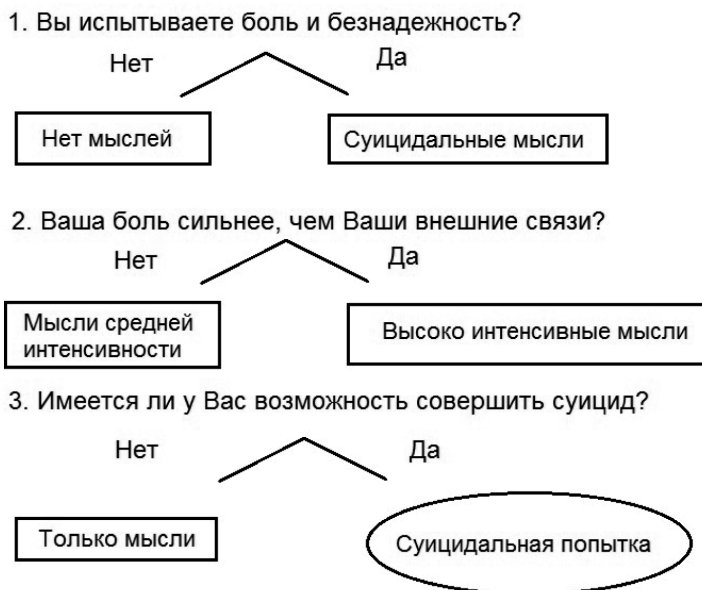 1. Вы испытываете боль и безнадежность?
Нет
Да
Нет мыслей
Суицидальные мысли
2. Ваша боль сильнее, чем Ваши внешние связи?
Нет
Да
Мысли средней
интенсивности
Высоко интенсивные мысли
3. Имеется ли у Вас возможность совершить суицид?
Нет
Да
Только мысли
Суицидальная попытка